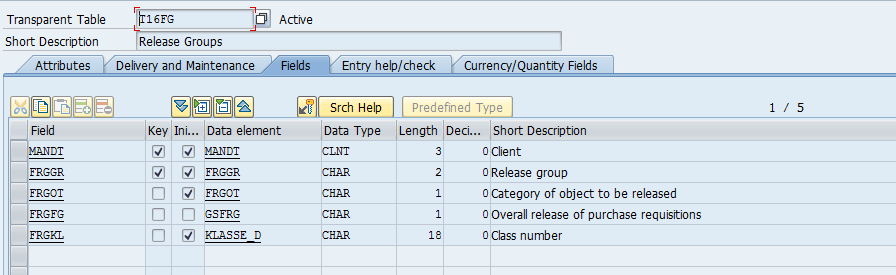 Transparent Table T16FG Active
Short Description Release Groups
Attributes Delivery and Maintenance Fields Entry help/check Currency/Quantity Fields
Srch Help Predefined Type 1 / 5
Field Key Ini... Data element Data Type Length Deci... Short Description
MANDT MANDT CLNT 3 0 Client
FRGGR FRGGR CHAR 2 0 Release group
FRGOT FRGOT CHAR 1 0 Category of object to be released
FRGFG GSFRG CHAR 1 0 Overall release of purchase requisitions
FRGKL KLASSE_D CHAR 18 0 Class number